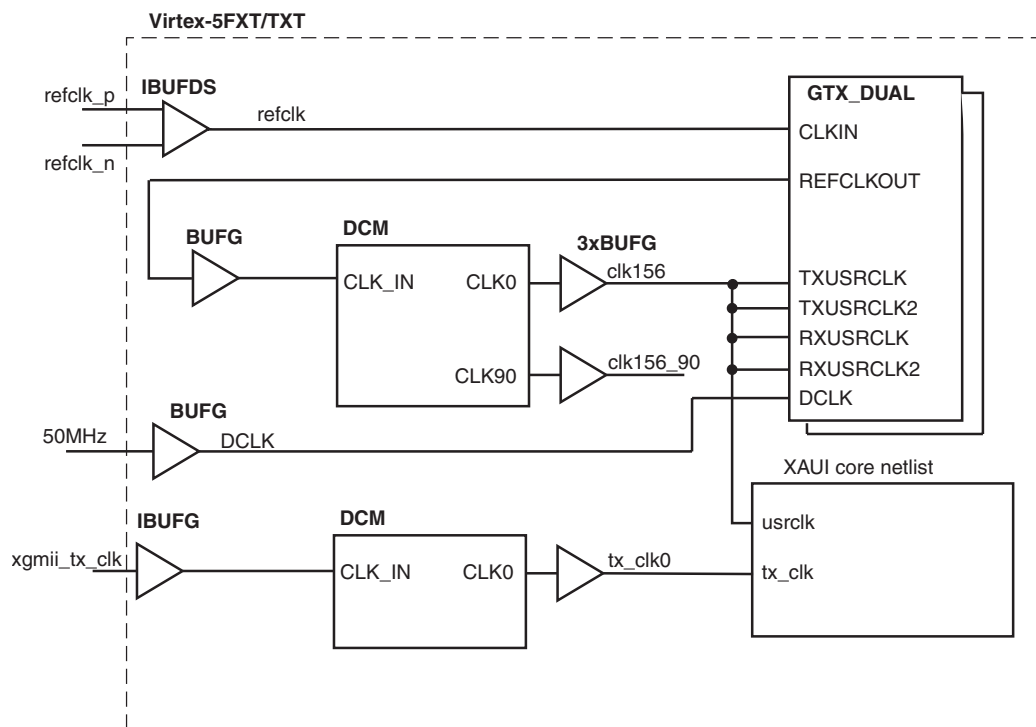 Virtex-5FXT/TXT
IBUFDS
refclk_p
refclk
refclk_n
GTX_DUAL
CLKIN
REFCLKOUT
BUFG
DCM
3xBUFG
CLK_IN
CLK0
clk156
TXUSRCLK
TXUSRCLK2
RXUSRCLK
RXUSRCLK2
DCLK
CLK90
clk156_90
BUFG
50MHz
DCLK
XAUI core netlist
IBUFG
DCM
usrclk
xgmii_tx_clk
CLK_IN
CLK0
tx_clk0
tx_clk